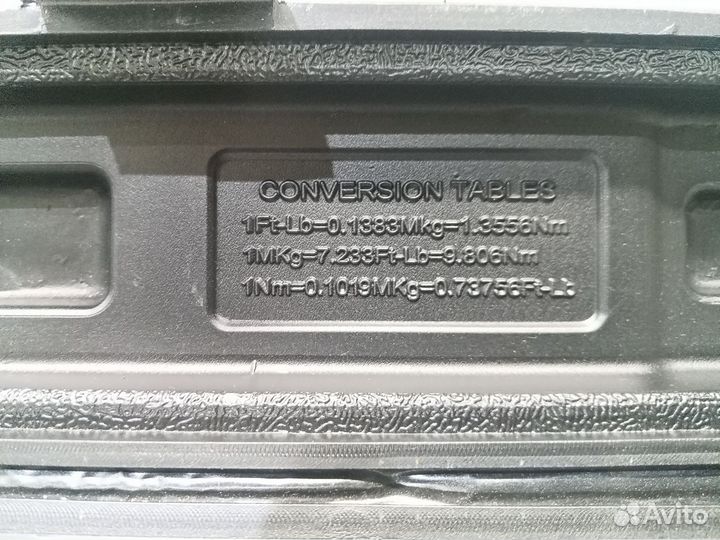 CONVERSION TABLES
1Ft-Lb=0.1383Mkg=1.3556Nm
1MKg=7.233Ft-Lb=9.806Nm
1Nm=0.1019MKg=0.73756Ft-Lb
Avito